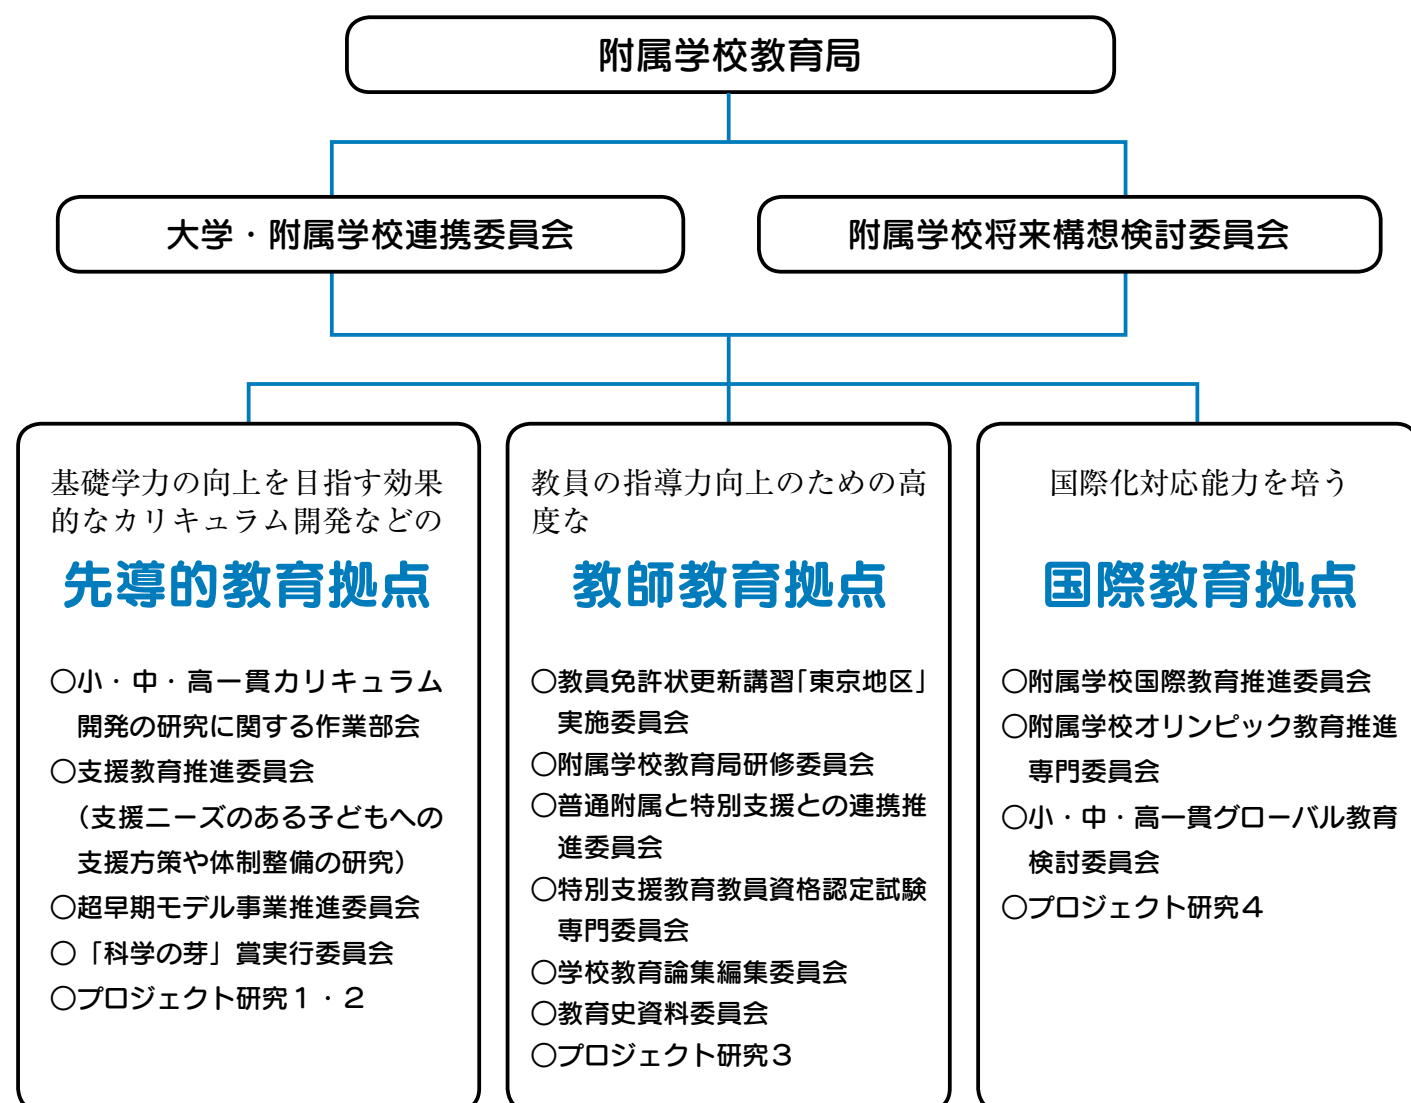 附属学校教育局
大学・附属学校連携委員会
附属学校将来構想検討委員会
基礎学力の向上を目指す効果
的なカリキュラム開発などの
先導的教育拠点
○小・中・高一貫カリキュラム
開発の研究に関する作業部会
○支援教育推進委員会
（支援ニーズのある子どもへの
支援方策や体制整備の研究）
○超早期モデル事業推進委員会
○「科学の芽」賞実行委員会
○プロジェクト研究１・２
教員の指導力向上のための高
度な
教師教育拠点
○教員免許状更新講習「東京地区」
実施委員会
○附属学校教育局研修委員会
○普通附属と特別支援との連携推
進委員会
○特別支援教育教員資格認定試験
専門委員会
○学校教育論集編集委員会
○教育史資料委員会
○プロジェクト研究３
国際化対応能力を培う
国際教育拠点
○附属学校国際教育推進委員会
○附属学校オリンピック教育推進
専門委員会
○小・中・高一貫グローバル教育
検討委員会
○プロジェクト研究４